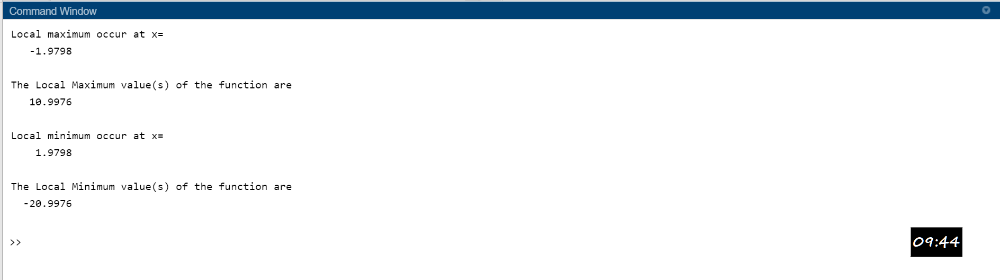 Command Window
Local maximum occur at x=
-1.9798
The Local Maximum value(s) of the function are
10.9976
Local minimum occur at x=
1.9798
The Local Minimum value(s) of the function are
-20.9976
>>
09:44